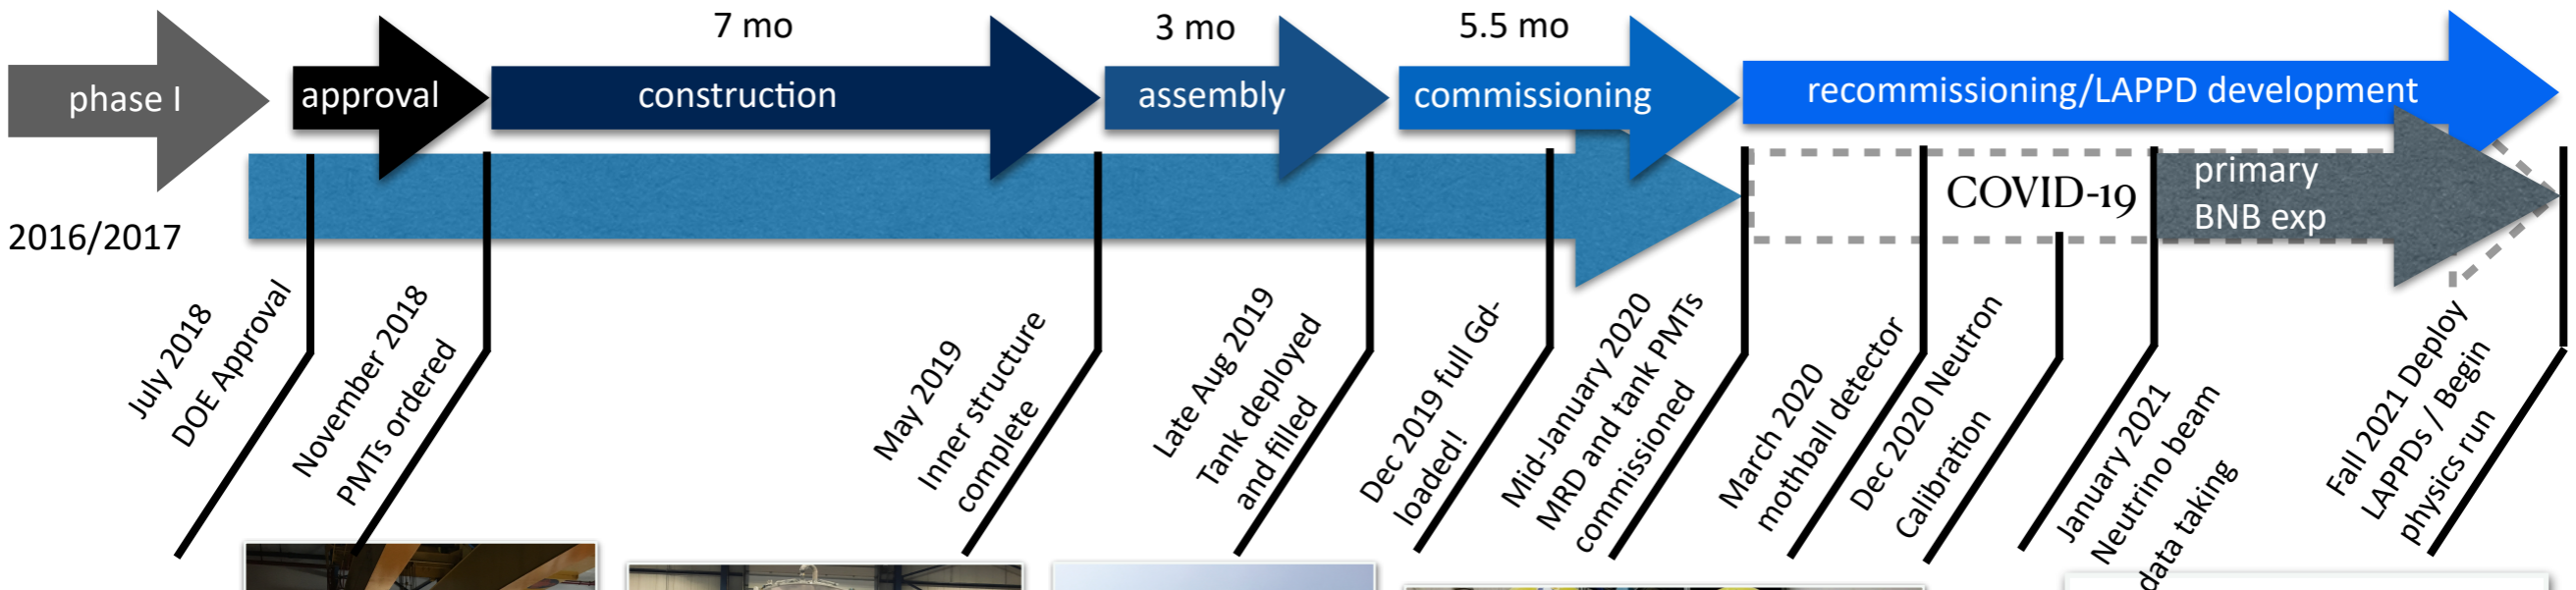 7 mo
3 mo
5.5 mo
phase I
approval
construction
assembly
commissioning
recommissioning/LAPPD development
COVID-19
primary
BNB exp
2016/2017
July 2018
DOE Approval
November 2018
PMTs ordered
May 2019
Inner structure
complete
Late Aug 2019
Tank deployed
and filled
Dec 2019 full Gd-
loaded!
Mid-January 2020
MRD and tank PMTs
commissioned
March 2020
mothball detector
Dec 2020 Neutron
Calibration
January 2021
Neutrino beam
data taking
Fall 2021 Deploy
LAPPDs / Begin
physics run